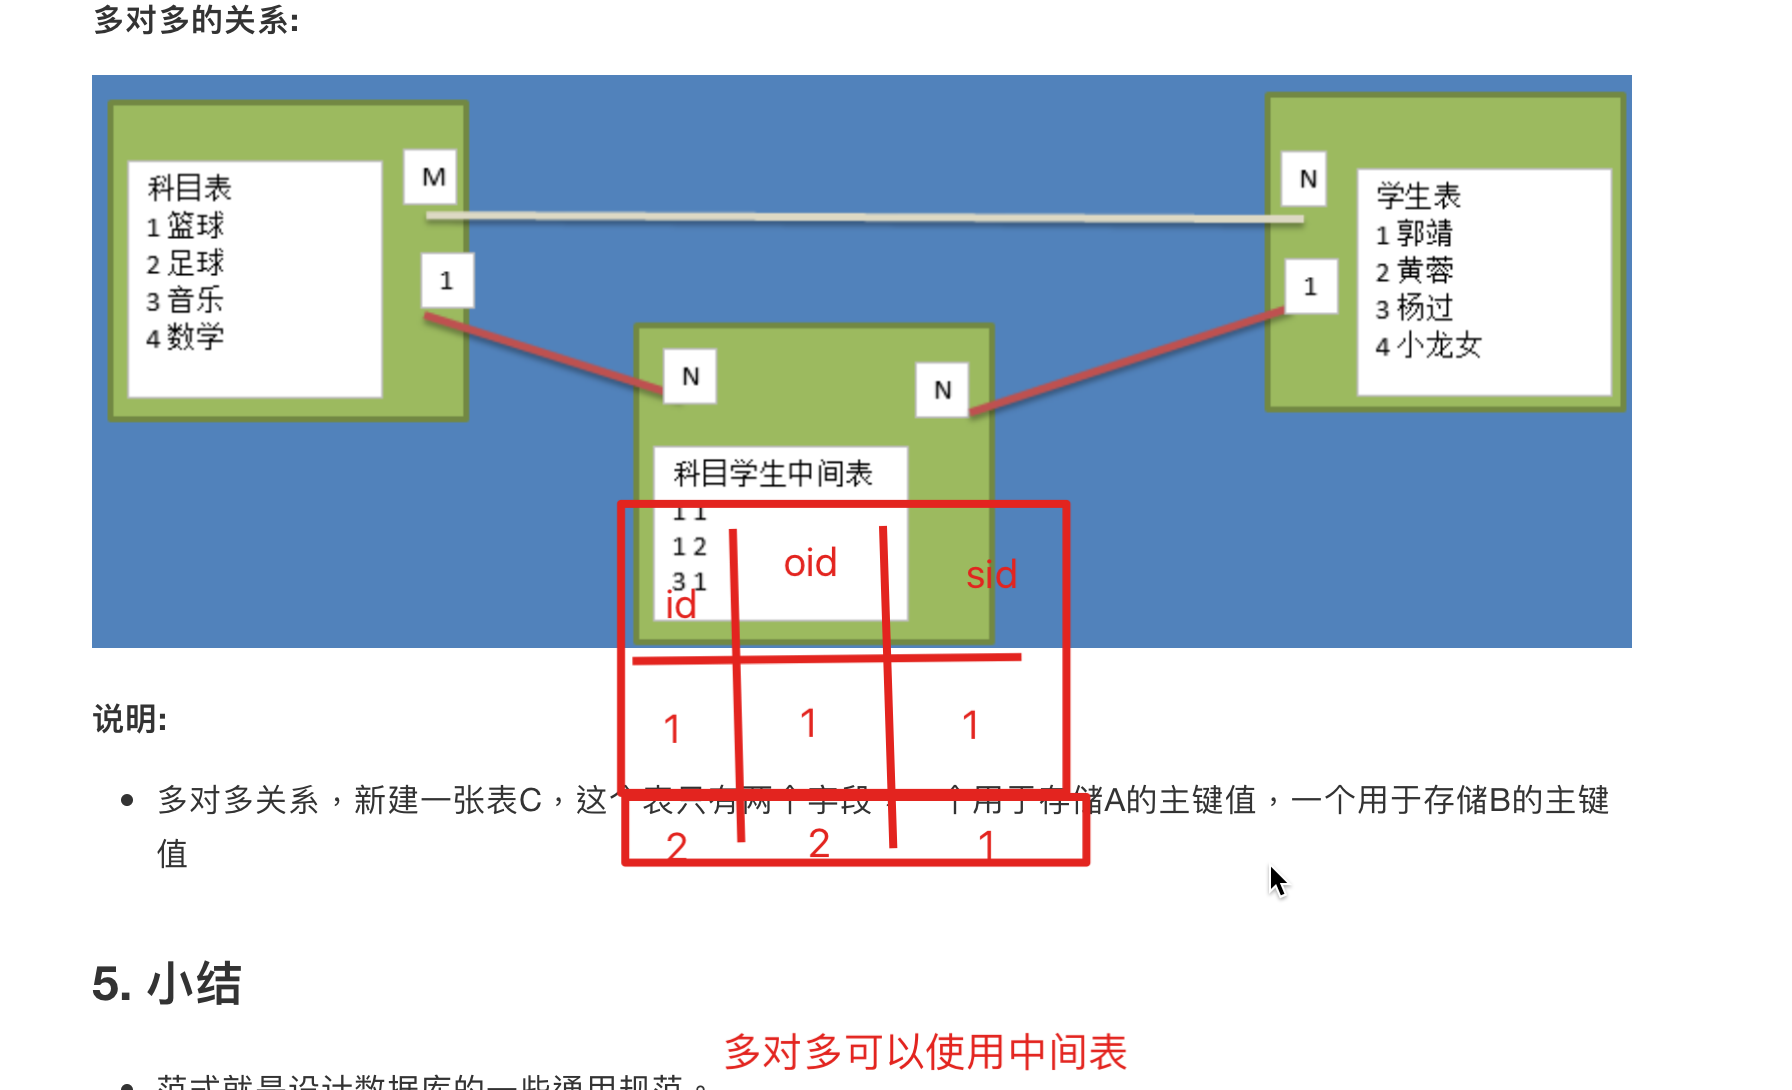 多对多的关系:
科目表
1 篮球
2 足球
3 音乐
4 数学
M
1
N
1
学生表
1 郭靖
2 黄蓉
3 杨过
4 小龙女
N
N
科目学生中间表
1 1
1 2
3 1
id
oid
sid
1 1 1
2 2 1
说明:
多对多关系，新建一张表C，这个表只有两个字段，一个用于存储A的主键值，一个用于存储B的主键
值
5. 小结
多对多可以使用中间表
范式就是设计数据库的一些通用规范。